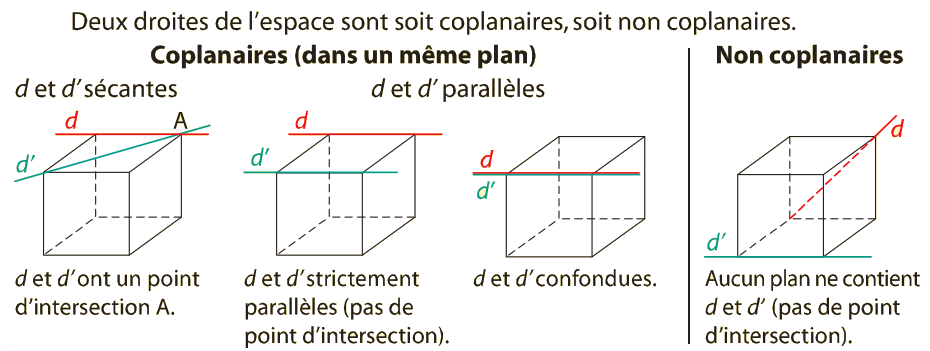 Deux droites de l’espace sont soit coplanaires, soit non coplanaires.
Coplanaires (dans un même plan)
Non coplanaires
d et d’ sécantes
d et d’ parallèles
d
A
d’
d
d’
d
d’
d
d’
d et d’ ont un point
d’intersection A.
d et d’ strictement
parallèles (pas de
point d’intersection).
d et d’ confondues.
Aucun plan ne contient
d et d’ (pas de point
d’intersection).